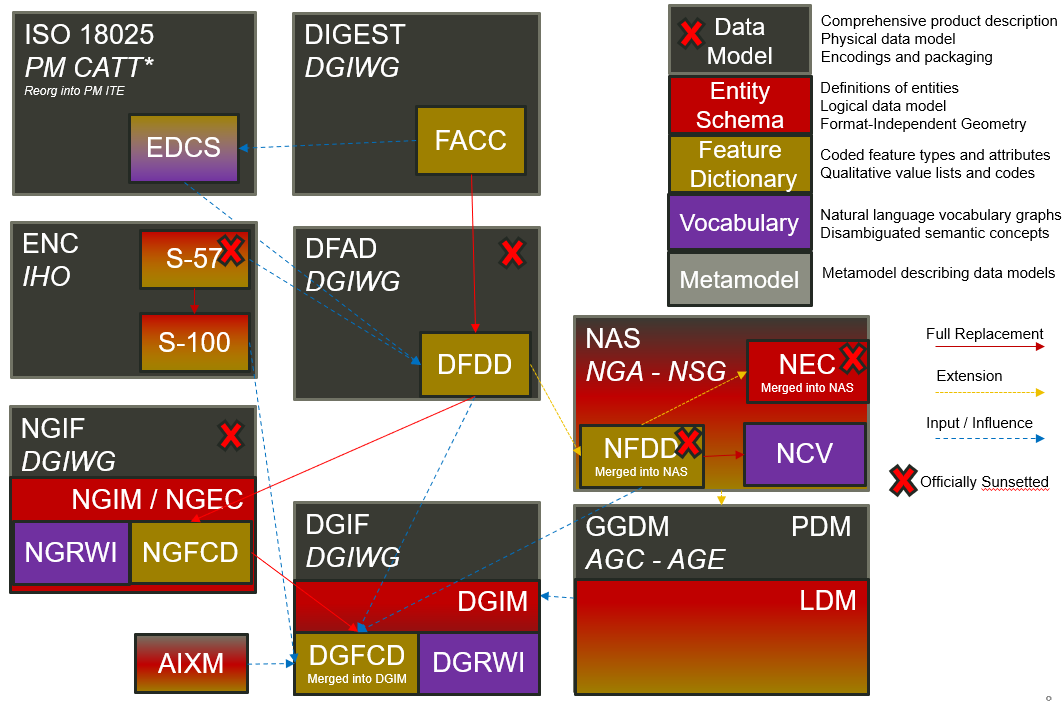 ISO 18025
PM CATT*
Reorg into PM ITE
EDCS
DIGEST
DGIWG
FACC
Data
Model
Comprehensive product description
Physical data model
Encodings and packaging
Entity
Schema
Definitions of entities
Logical data model
Format-Independent Geometry
Feature
Dictionary
Coded feature types and attributes
Qualitative value lists and codes
Vocabulary
Natural language vocabulary graphs
Disambiguated semantic concepts
Metamodel
Metamodel describing data models
ENC
IHO
S-57
S-100
DFAD
DGIWG
DFDD
NAS
NGA - NSG
NEC
Merged into NAS
NFDD
Merged into NAS
NCV
Full Replacement
Extension
Input / Influence
Officially Sunsetted
NGIF
DGIWG
NGIM / NGEC
NGRWI
NGFCD
DGIF
DGIWG
DGIM
DGFCD
Merged into DGIM
DGRWI
GGDM
PDM
AGC - AGE
LDM
AIXM